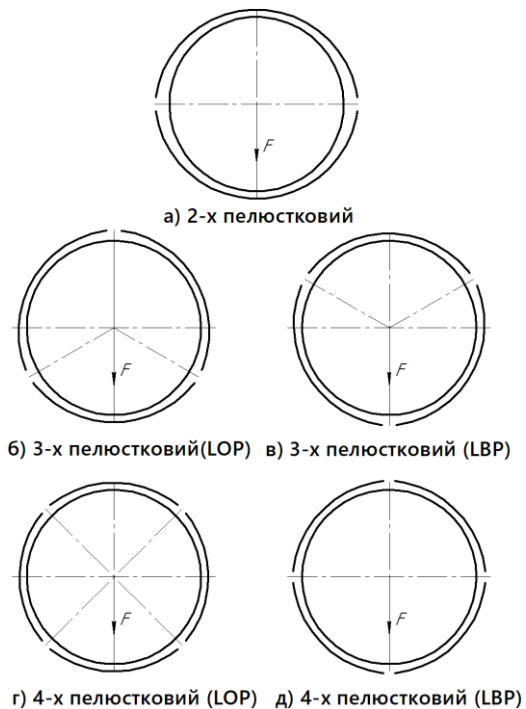 F
а) 2-х пелюстковий
F
F
б) 3-х пелюстковий(LOP) в) 3-х пелюстковий (LBP)
F
F
г) 4-х пелюстковий (LOP) д) 4-х пелюстковий (LBP)